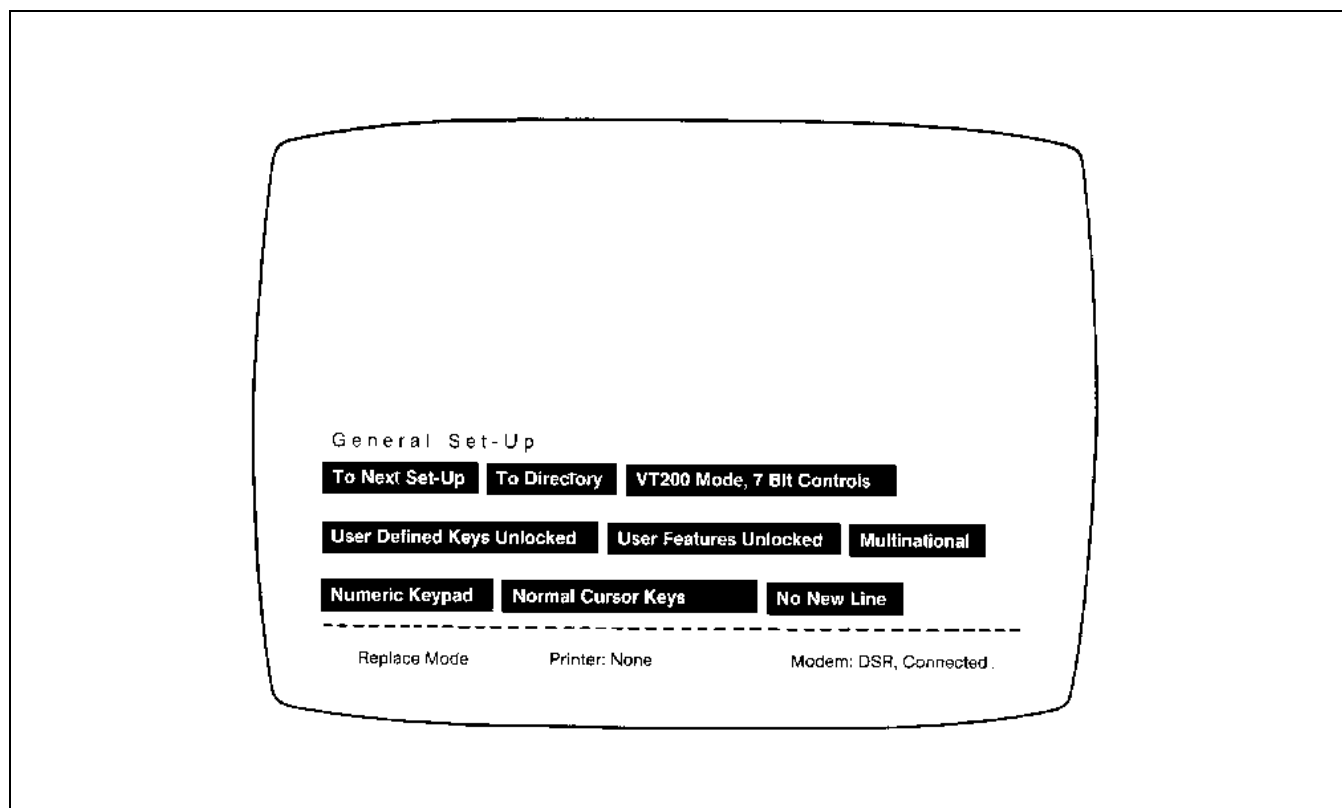 General Set-Up
To Next Set-Up To Directory VT200 Mode, 7 Bit Controls
User Defined Keys Unlocked User Features Unlocked Multinational
Numeric Keypad Normal Cursor Keys No New Line
Replace Mode Printer: None Modem: DSR, Connected.